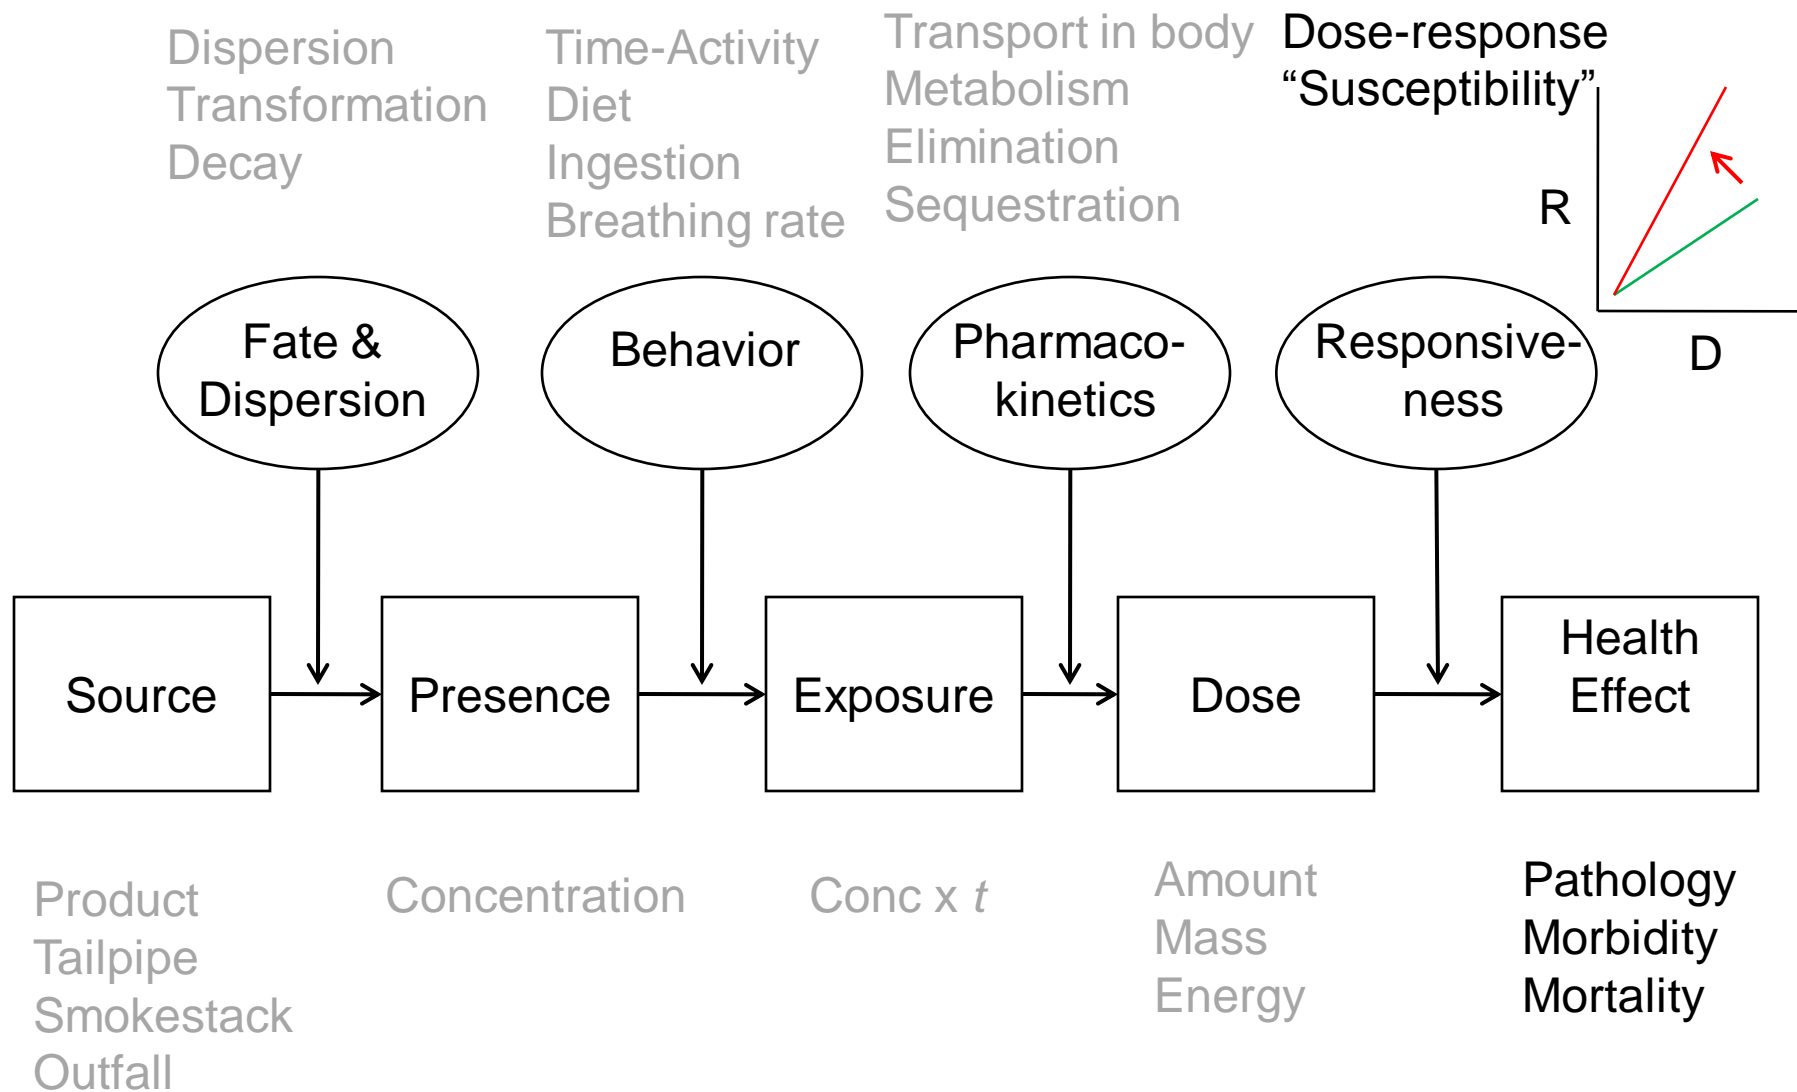 Dispersion
Transformation
Decay
Time-Activity
Diet
Ingestion
Breathing rate
Transport in body
Metabolism
Elimination
Sequestration
Dose-response
“Susceptibility”
R
D
Fate &
Dispersion
Behavior
Pharmaco-
kinetics
Responsive-
ness
Source
Presence
Exposure
Dose
Health
Effect
Product
Tailpipe
Smokestack
Outfall
Concentration
Conc x t
Amount
Mass
Energy
Pathology
Morbidity
Mortality